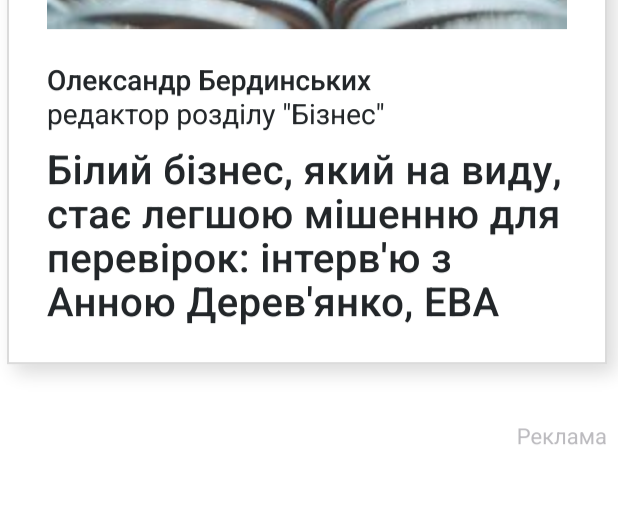 Олександр Бердинських
редактор розділу "Бізнес"
Білий бізнес, який на виду,
стає легшою мішенню для
перевірок: інтерв'ю з
Анною Дерев'янко, ЕВА
Реклама